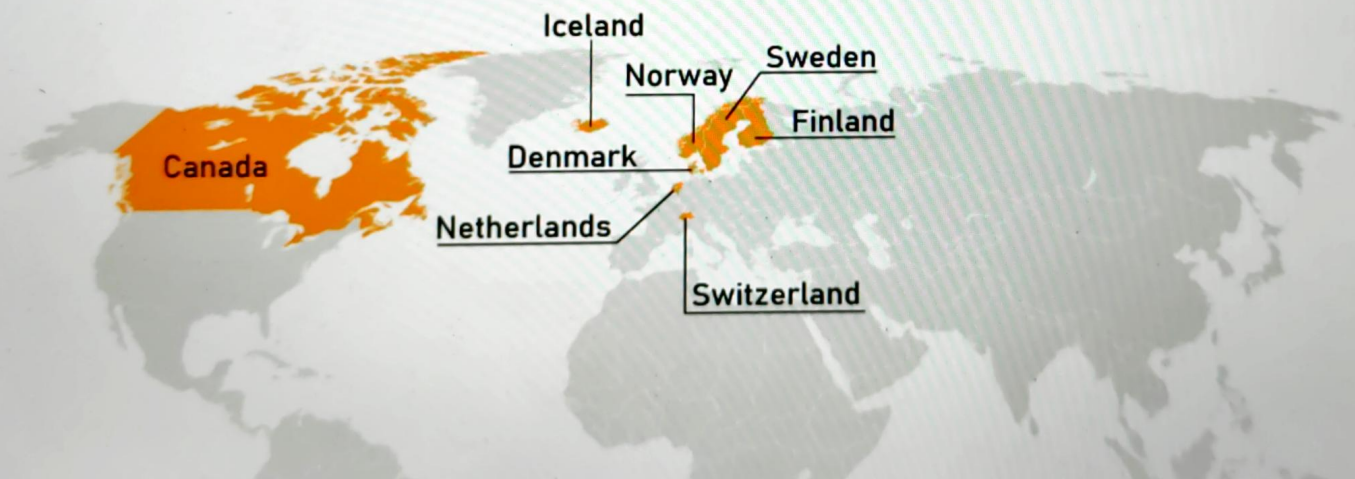 Iceland
Sweden
Norway
Finland
Denmark
Canada
Netherlands
Switzerland